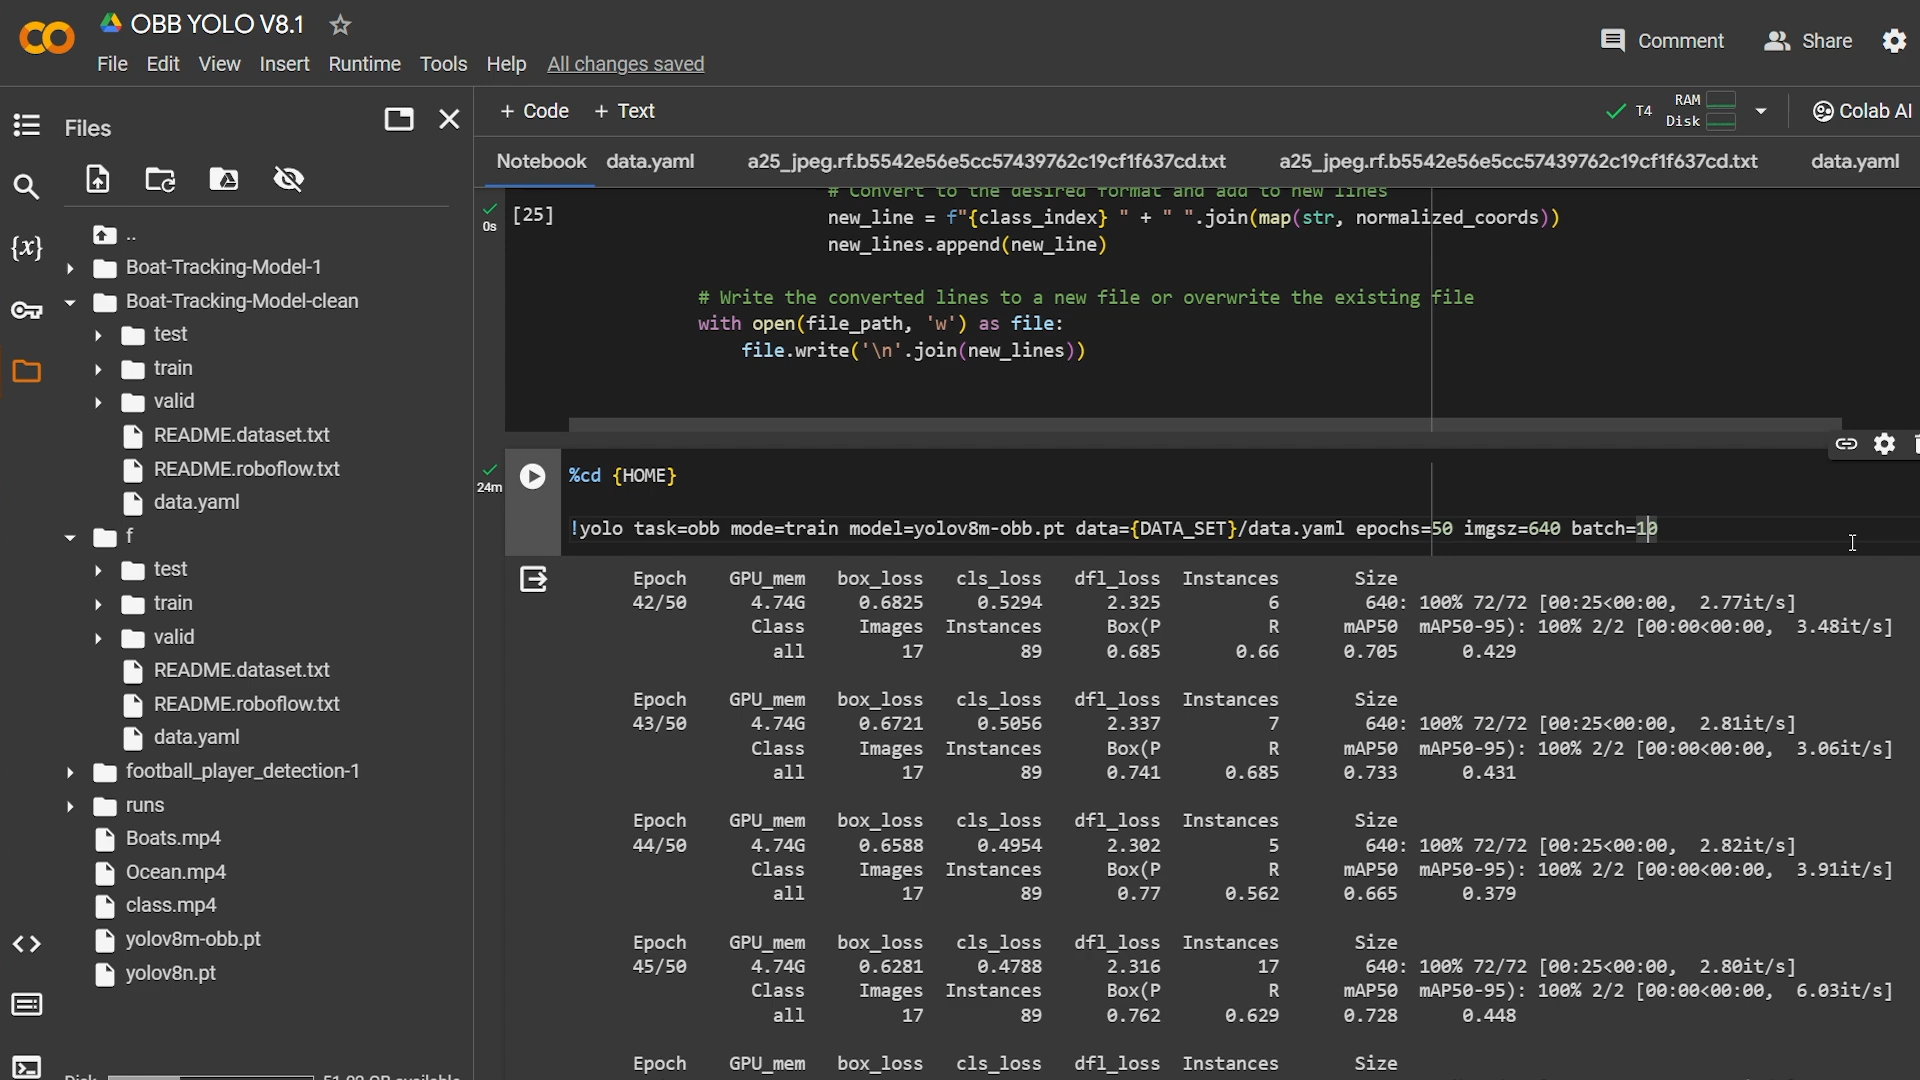 OBB YOLO V8.1
File Edit View Insert Runtime Tools Help All changes saved
Comment Share
Files
+ Code + Text
T4 RAM Disk Colab AI
Notebook data.yaml a25_jpeg.rf.b5542e56e5cc57439762c19cf1f637cd.txt a25_jpeg.rf.b5542e56e5cc57439762c19cf1f637cd.txt data.yaml
{x}
..
Boat-Tracking-Model-1
Boat-Tracking-Model-clean
test
train
valid
README.dataset.txt
README.roboflow.txt
data.yaml
f
test
train
valid
README.dataset.txt
README.roboflow.txt
data.yaml
football_player_detection-1
runs
Boats.mp4
Ocean.mp4
class.mp4
yolov8m-obb.pt
yolov8n.pt
0s [25]
# Convert to the desired format and add to new lines
new_line = f"{class_index} " + " ".join(map(str, normalized_coords))
new_lines.append(new_line)
# Write the converted lines to a new file or overwrite the existing file
with open(file_path, 'w') as file:
file.write('\n'.join(new_lines))
24m
%cd {HOME}
!yolo task=obb mode=train model=yolov8m-obb.pt data={DATA_SET}/data.yaml epochs=50 imgsz=640 batch=10
Epoch GPU_mem box_loss cls_loss dfl_loss Instances Size
42/50 4.74G 0.6825 0.5294 2.325 6 640: 100% 72/72 [00:25<00:00, 2.77it/s]
Class Images Instances Box(P R mAP50 mAP50-95): 100% 2/2 [00:00<00:00, 3.48it/s]
all 17 89 0.685 0.66 0.705 0.429
Epoch GPU_mem box_loss cls_loss dfl_loss Instances Size
43/50 4.74G 0.6721 0.5056 2.337 7 640: 100% 72/72 [00:25<00:00, 2.81it/s]
Class Images Instances Box(P R mAP50 mAP50-95): 100% 2/2 [00:00<00:00, 3.06it/s]
all 17 89 0.741 0.685 0.733 0.431
Epoch GPU_mem box_loss cls_loss dfl_loss Instances Size
44/50 4.74G 0.6588 0.4954 2.302 5 640: 100% 72/72 [00:25<00:00, 2.82it/s]
Class Images Instances Box(P R mAP50 mAP50-95): 100% 2/2 [00:00<00:00, 3.91it/s]
all 17 89 0.77 0.562 0.665 0.379
Epoch GPU_mem box_loss cls_loss dfl_loss Instances Size
45/50 4.74G 0.6281 0.4788 2.316 17 640: 100% 72/72 [00:25<00:00, 2.80it/s]
Class Images Instances Box(P R mAP50 mAP50-95): 100% 2/2 [00:00<00:00, 6.03it/s]
all 17 89 0.762 0.629 0.728 0.448
Epoch GPU_mem box_loss cls_loss dfl_loss Instances Size